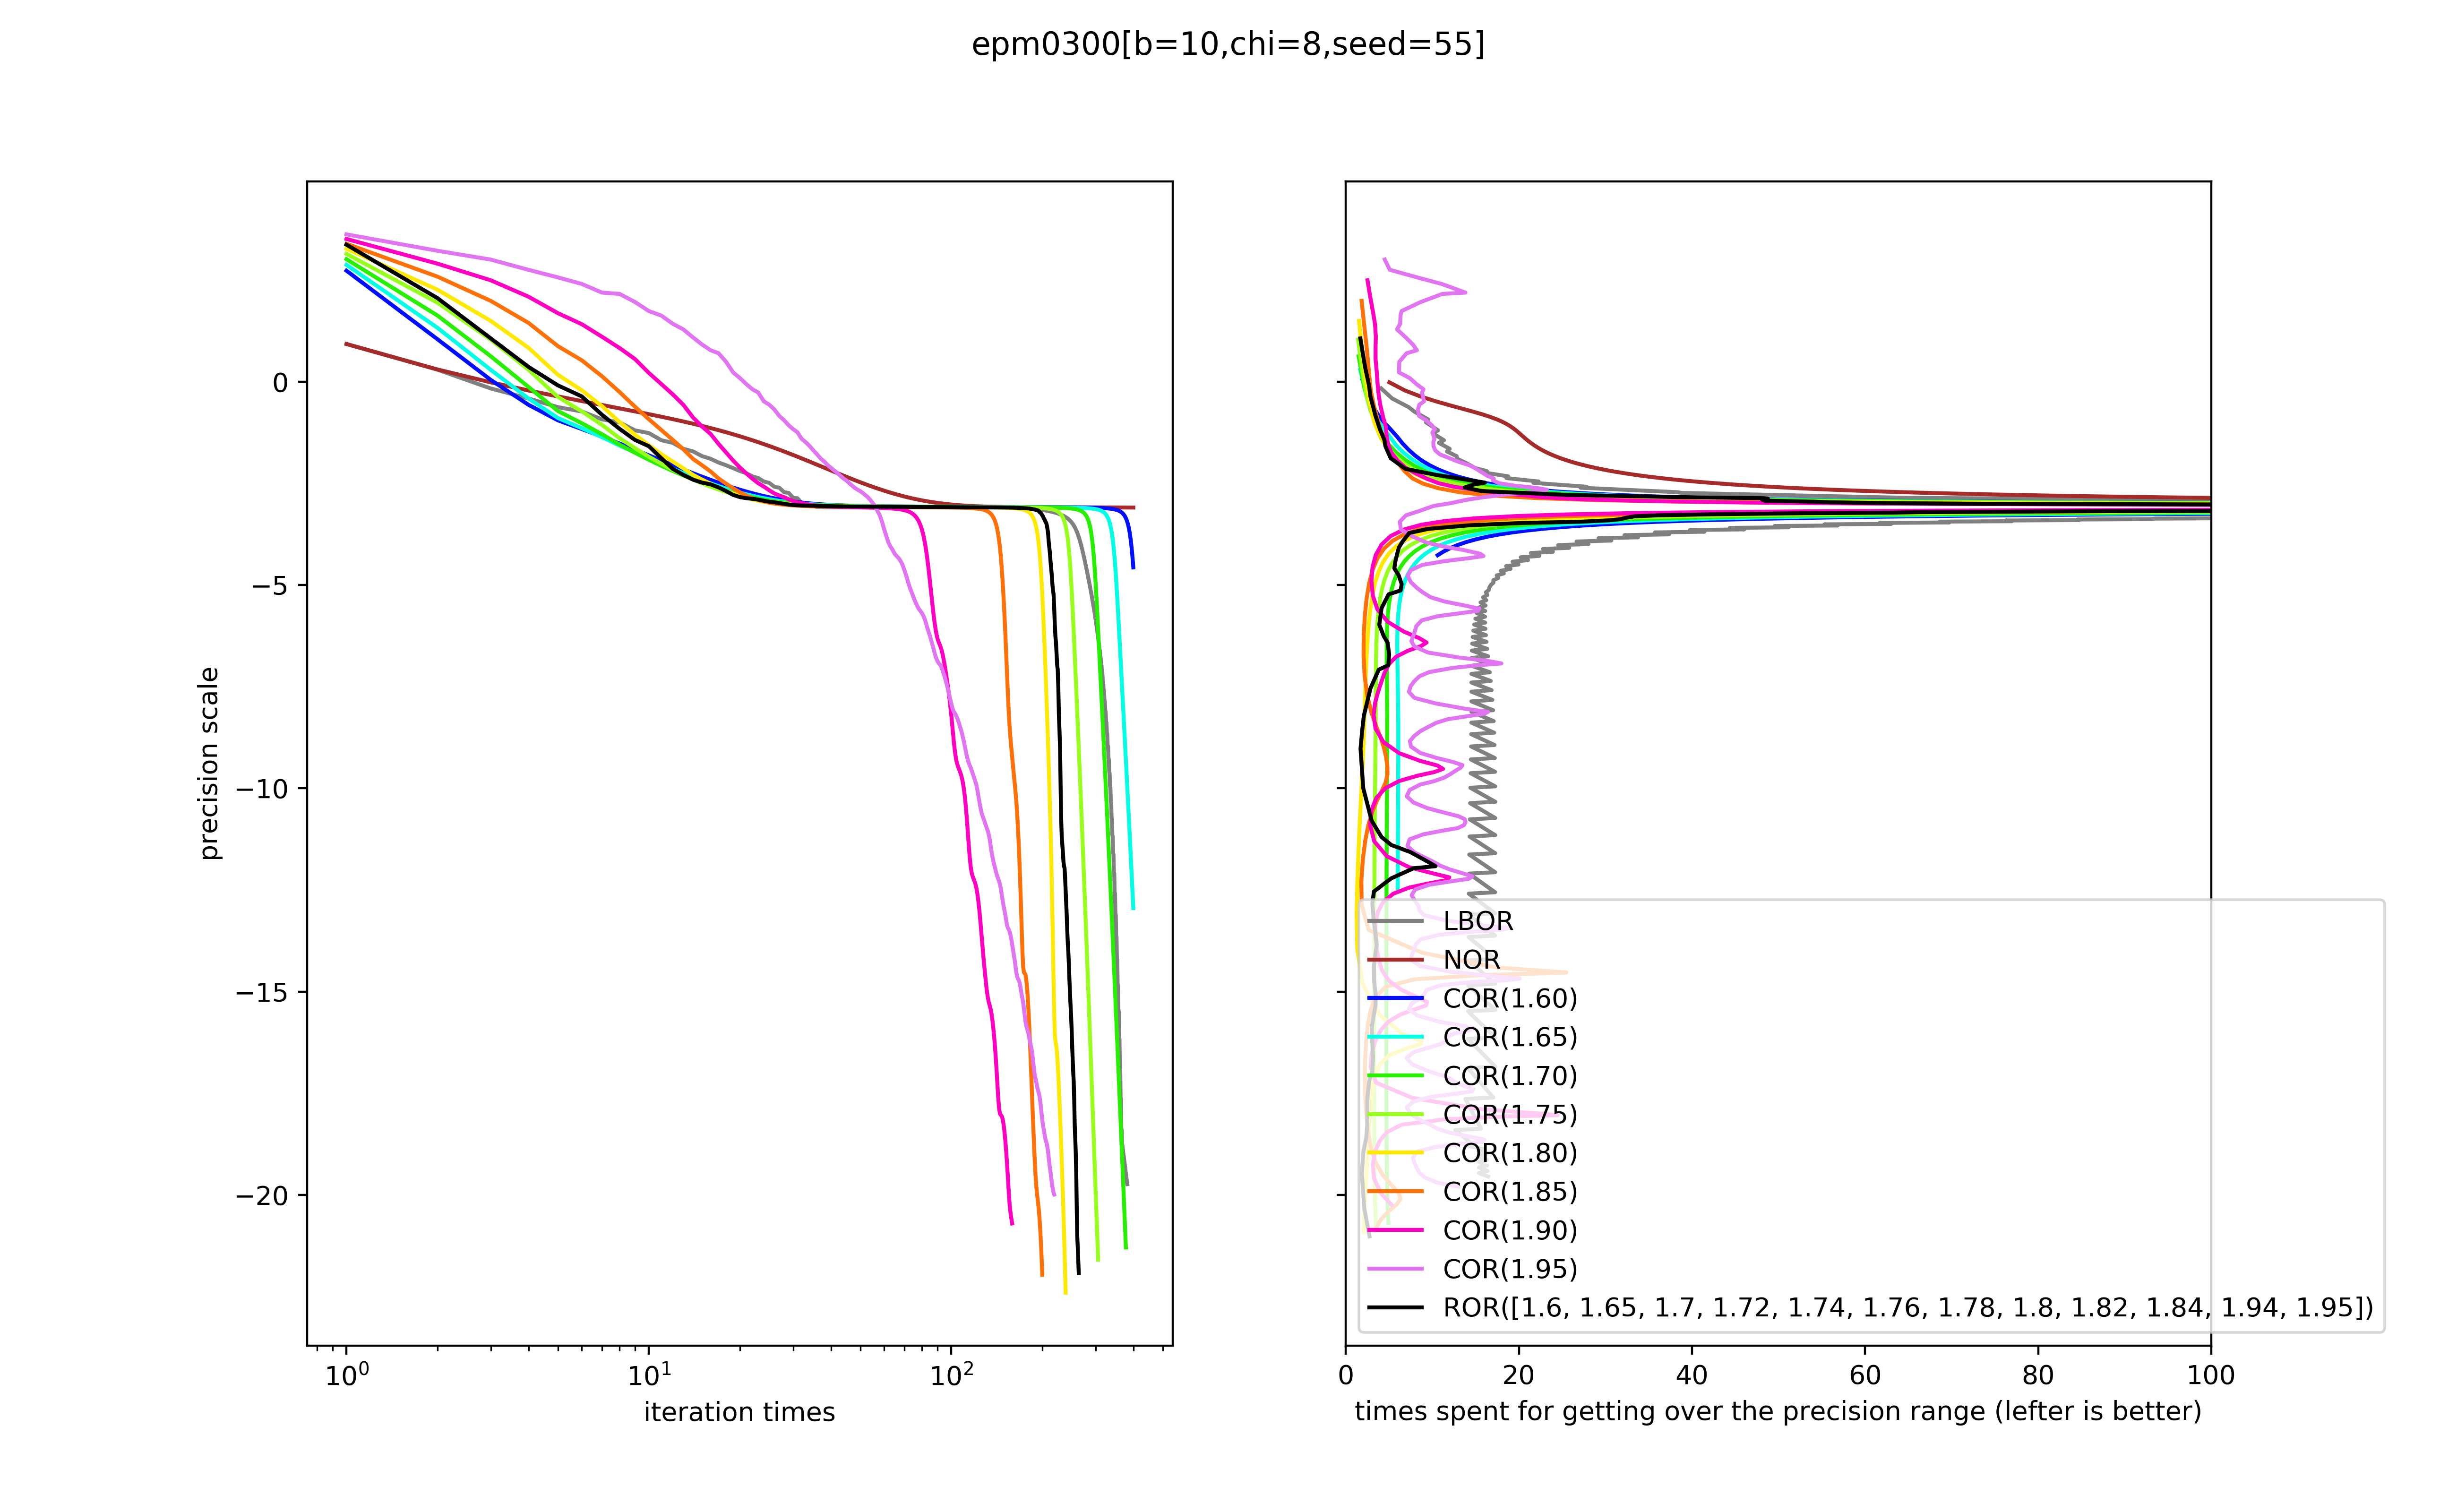 epm0300[b=10,chi=8,seed=55]
precision scale
0
−5
−10
−15
−20
10⁰ 10¹ 10²
iteration times
LBOR
NOR
COR(1.60)
COR(1.65)
COR(1.70)
COR(1.75)
COR(1.80)
COR(1.85)
COR(1.90)
COR(1.95)
ROR([1.6, 1.65, 1.7, 1.72, 1.74, 1.76, 1.78, 1.8, 1.82, 1.84, 1.94, 1.95])
0 20 40 60 80 100
times spent for getting over the precision range (lefter is better)